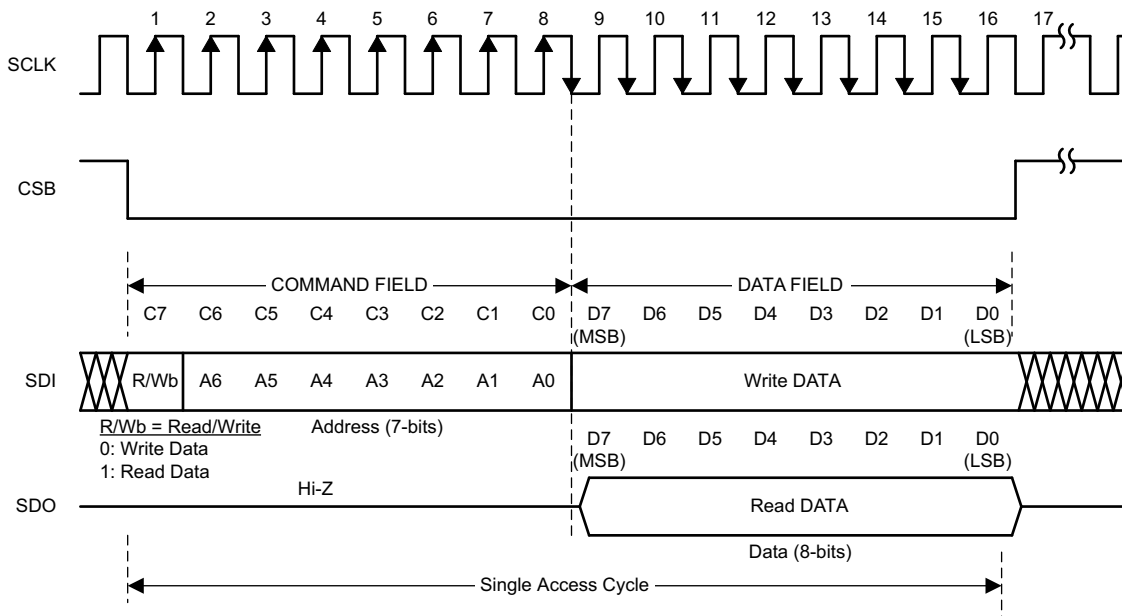 1 2 3 4 5 6 7 8 9 10 11 12 13 14 15 16 17
SCLK
CSB
COMMAND FIELD DATA FIELD
C7 C6 C5 C4 C3 C2 C1 C0 D7 D6 D5 D4 D3 D2 D1 D0
(MSB) (LSB)
SDI R/Wb A6 A5 A4 A3 A2 A1 A0 Write DATA
R/Wb = Read/Write Address (7-bits)
0: Write Data
1: Read Data
D7 D6 D5 D4 D3 D2 D1 D0
(MSB) (LSB)
Hi-Z
SDO Read DATA
Data (8-bits)
Single Access Cycle